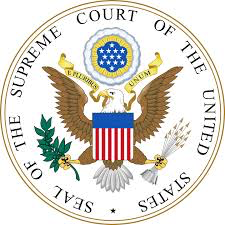 SEAL OF THE SUPREME COURT OF THE UNITED STATES
E PLURIBUS UNUM